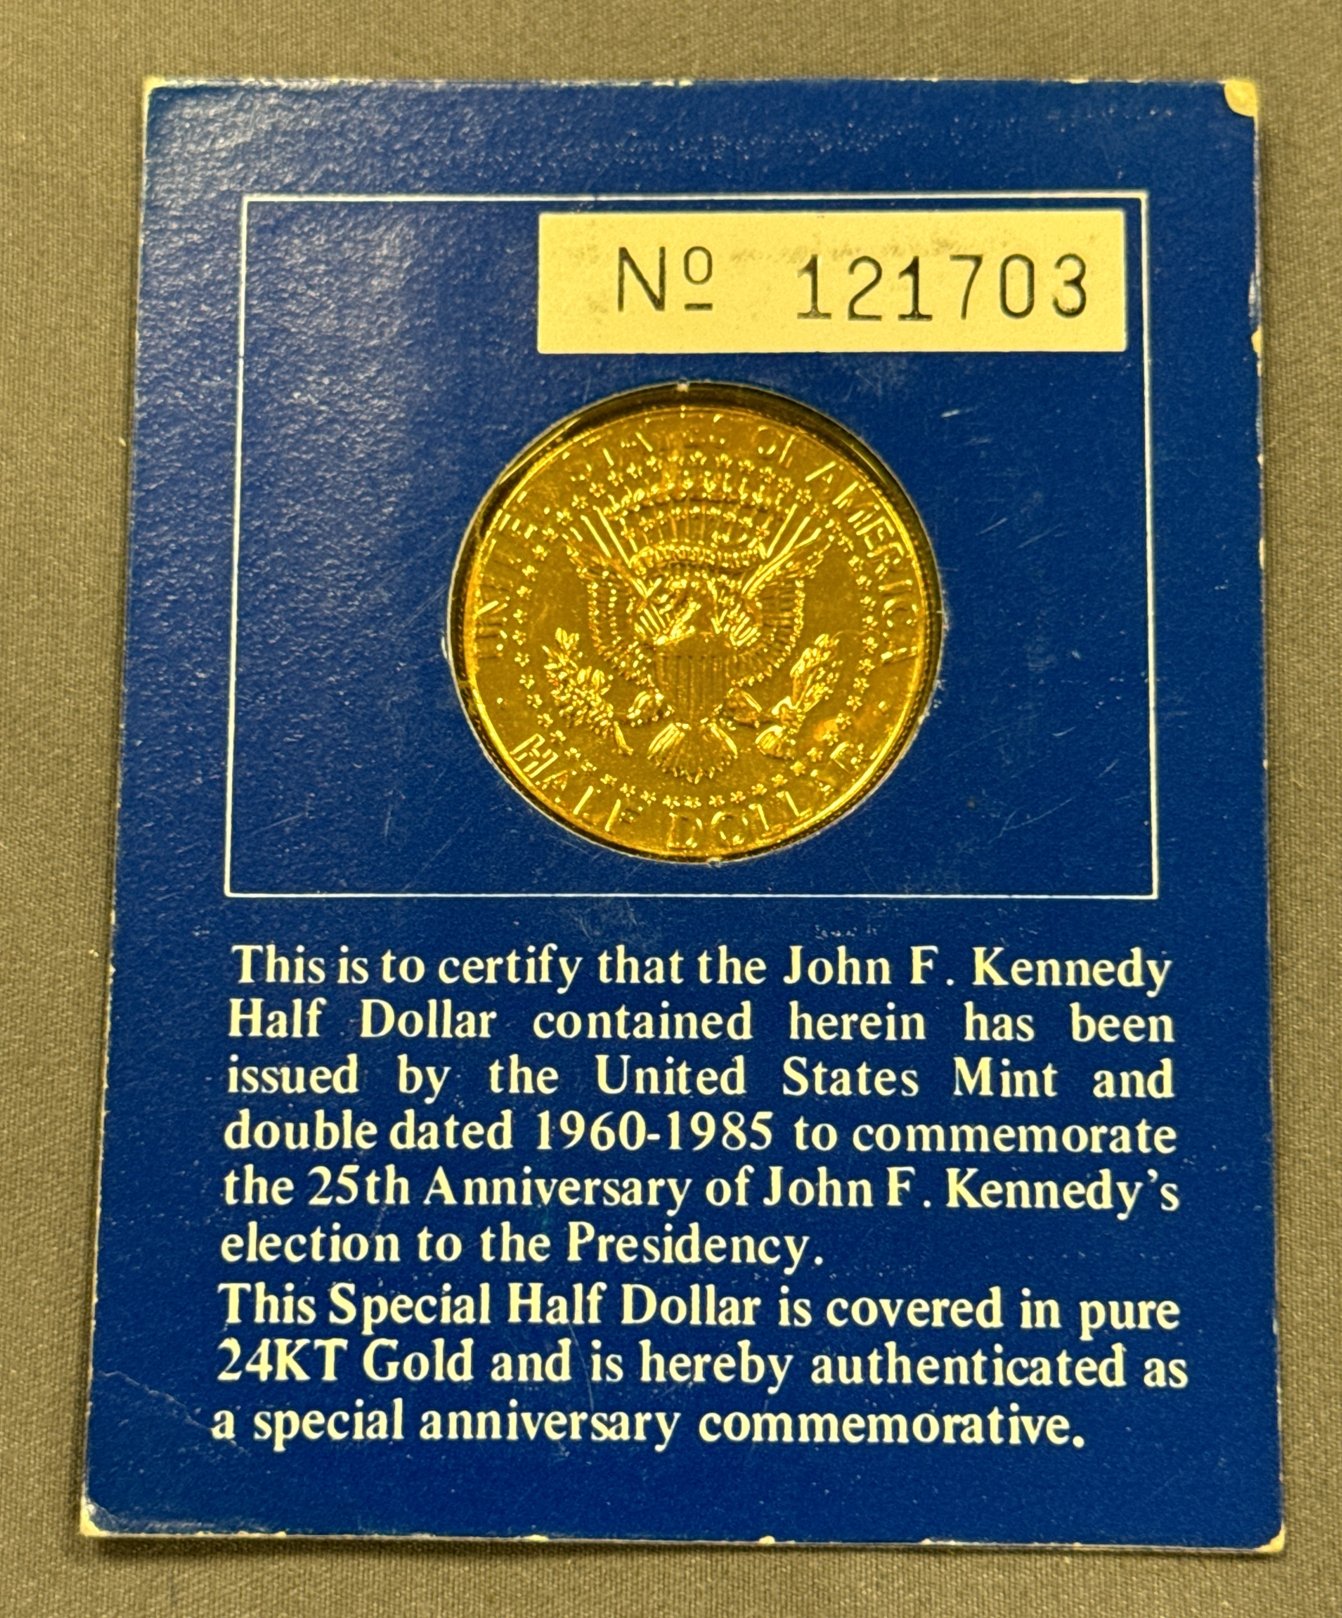 Nº 121703
UNITED STATES OF AMERICA
HALF DOLLAR
This is to certify that the John F. Kennedy
Half Dollar contained herein has been
issued by the United States Mint and
double dated 1960-1985 to commemorate
the 25th Anniversary of John F. Kennedy's
election to the Presidency.
This Special Half Dollar is covered in pure
24KT Gold and is hereby authenticated as
a special anniversary commemorative.